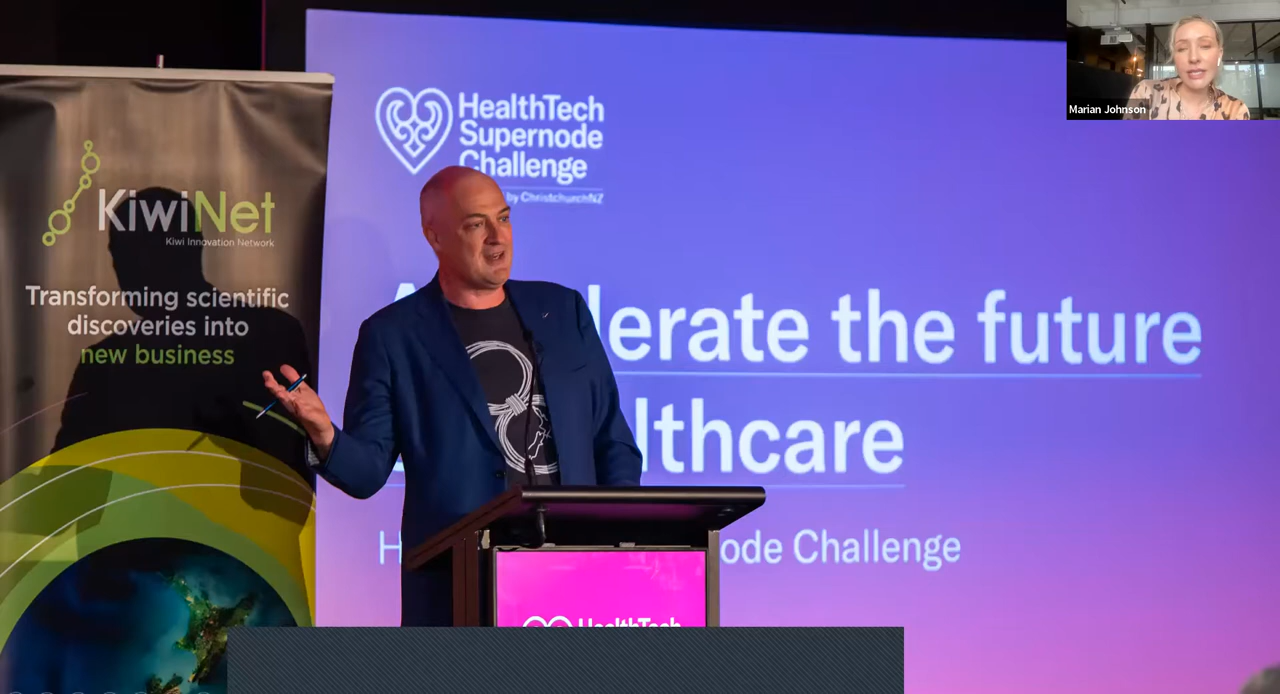 KiwiNet
Kiwi Innovation Network
Transforming scientific
discoveries into
new business
HealthTech
Supernode
Challenge
by ChristchurchNZ
erate the future
lthcare
H ode Challenge
HealthTech
Marian Johnson